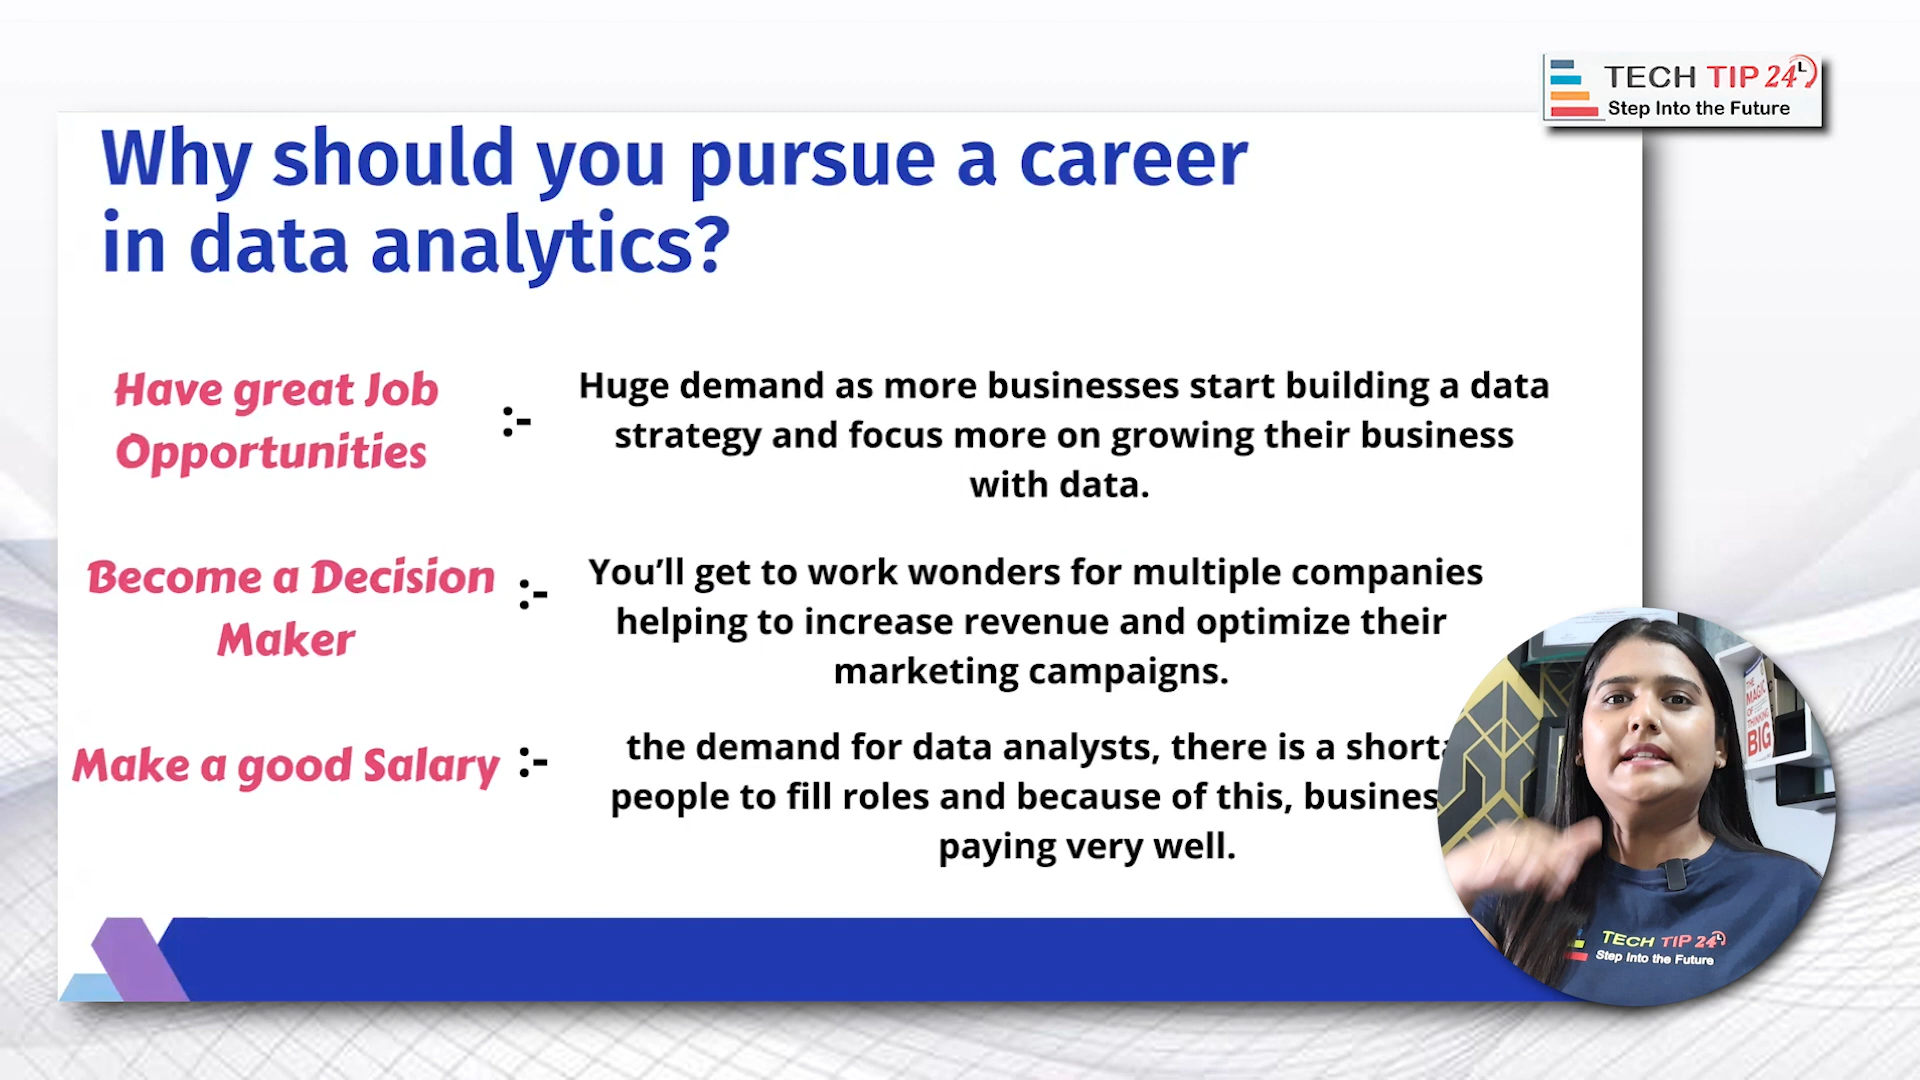 TECH TIP 24
Step Into the Future
Why should you pursue a career
in data analytics?
Have great Job
Opportunities
:-
Huge demand as more businesses start building a data
strategy and focus more on growing their business
with data.
Become a Decision
Maker
:-
You’ll get to work wonders for multiple companies
helping to increase revenue and optimize their
marketing campaigns.
Make a good Salary
:-
the demand for data analysts, there is a
people to fill roles and because of this,
paying very well.
THE
MAGIC
OF
THINKING
BIG
TECH TIP 24
Step Into the Future